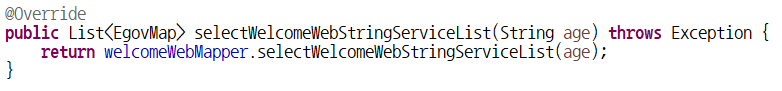 @Override
public List<EgovMap> selectWelcomeWebStringServiceList(String age) throws Exception {
    return welcomeWebMapper.selectWelcomeWebStringServiceList(age);
}